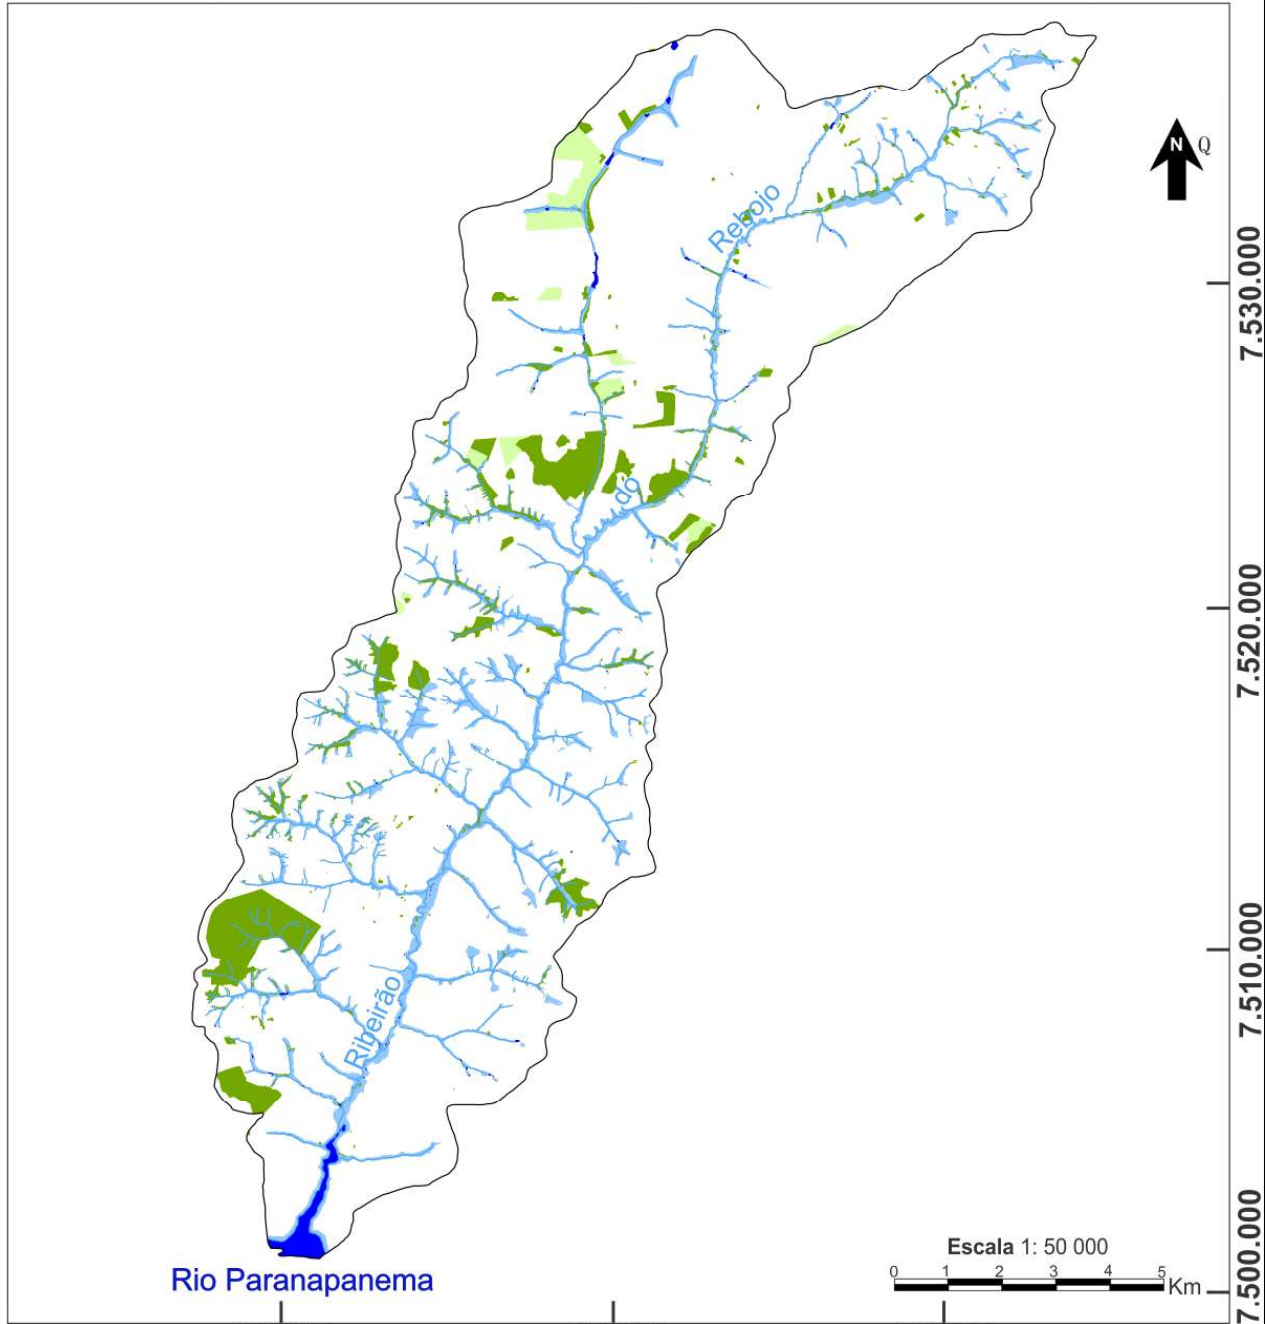 N Q
Rebojo
7.530.000
do
7.520.000
7.510.000
Ribeirão
Escala 1: 50 000
0 1 2 3 4 5
Km
7.500.000
Rio Paranapanema